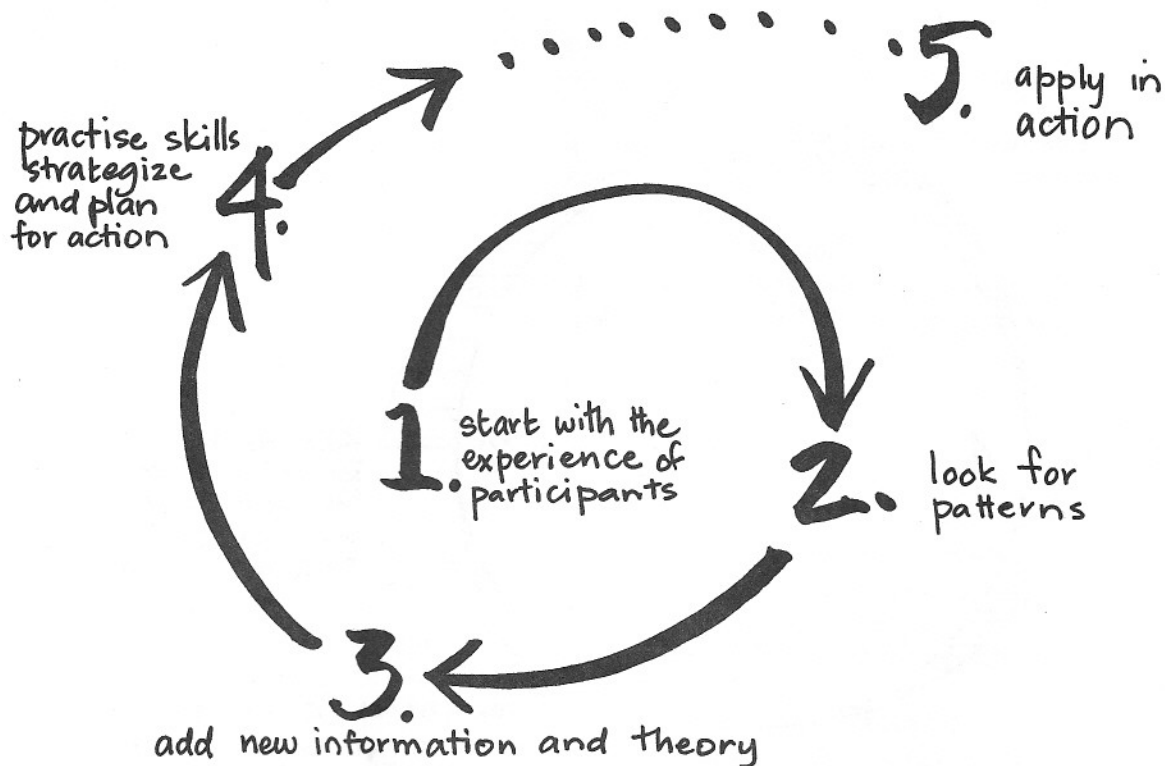 1. start with the
experience of
participants
2. look for
patterns
3.
add new information and theory
practise skills
strategize
and plan
for action
4.
5. apply in
action